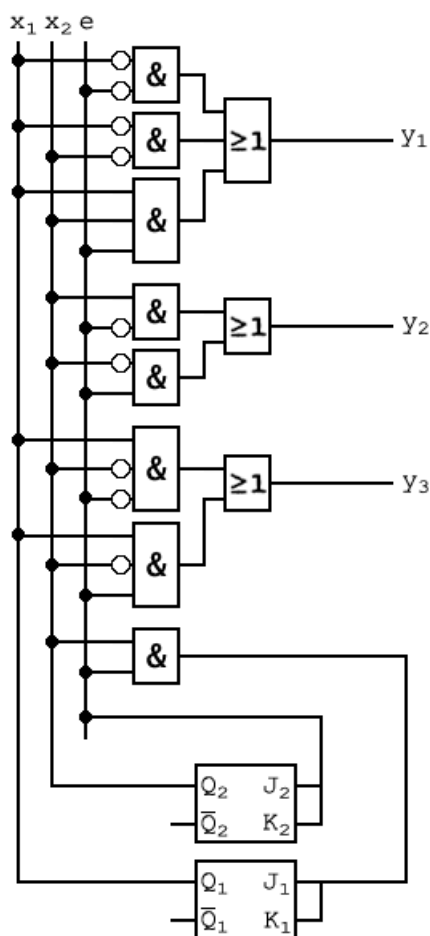 x₁ x₂ e
&
&
≥1 y₁
&
&
≥1 y₂
&
&
≥1 y₃
&
&
Q₂ J₂
Q̅₂ K₂
Q₁ J₁
Q̅₁ K₁